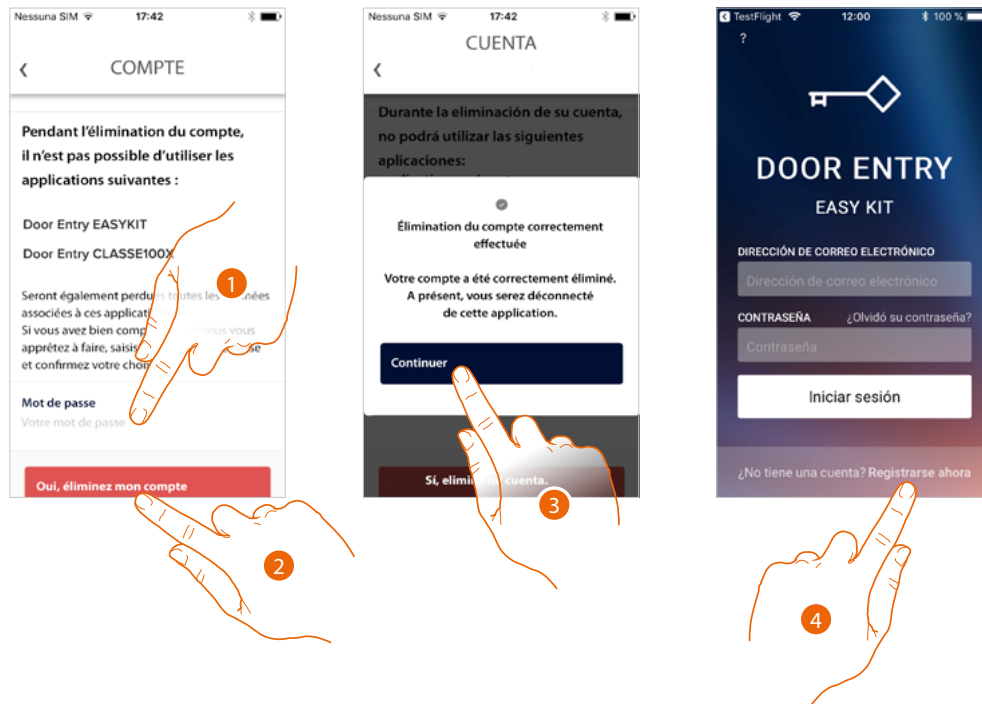 Nessuna SIM 17:42
COMPTE
Pendant l'élimination du compte,
il n'est pas possible d'utiliser les
applications suivantes :
Door Entry EASYKIT
Door Entry CLASSE100X
Seront également perdues toutes les données
associées à ces
Si vous avez bien vous vous
apprêtez à faire,
et confirmez votre choix
Mot de passe
Votre mot de passe
Oui, éliminez mon compte
1
2
Nessuna SIM 17:42
CUENTA
Durante la eliminación de su cuenta,
no podrá utilizar las siguientes
aplicaciones:
Élimination du compte correctement
effectuée
Votre compte a été correctement éliminé.
A présent, vous serez déconnecté
de cette application.
Continuer
Sí, elimine mi cuenta.
3
TestFlight 12:00 100 %
?
DOOR ENTRY
EASY KIT
DIRECCIÓN DE CORREO ELECTRÓNICO
Dirección de correo electrónico
CONTRASEÑA ¿Olvidó su contraseña?
Contraseña
Iniciar sesión
¿No tiene una cuenta? Registrarse ahora
4